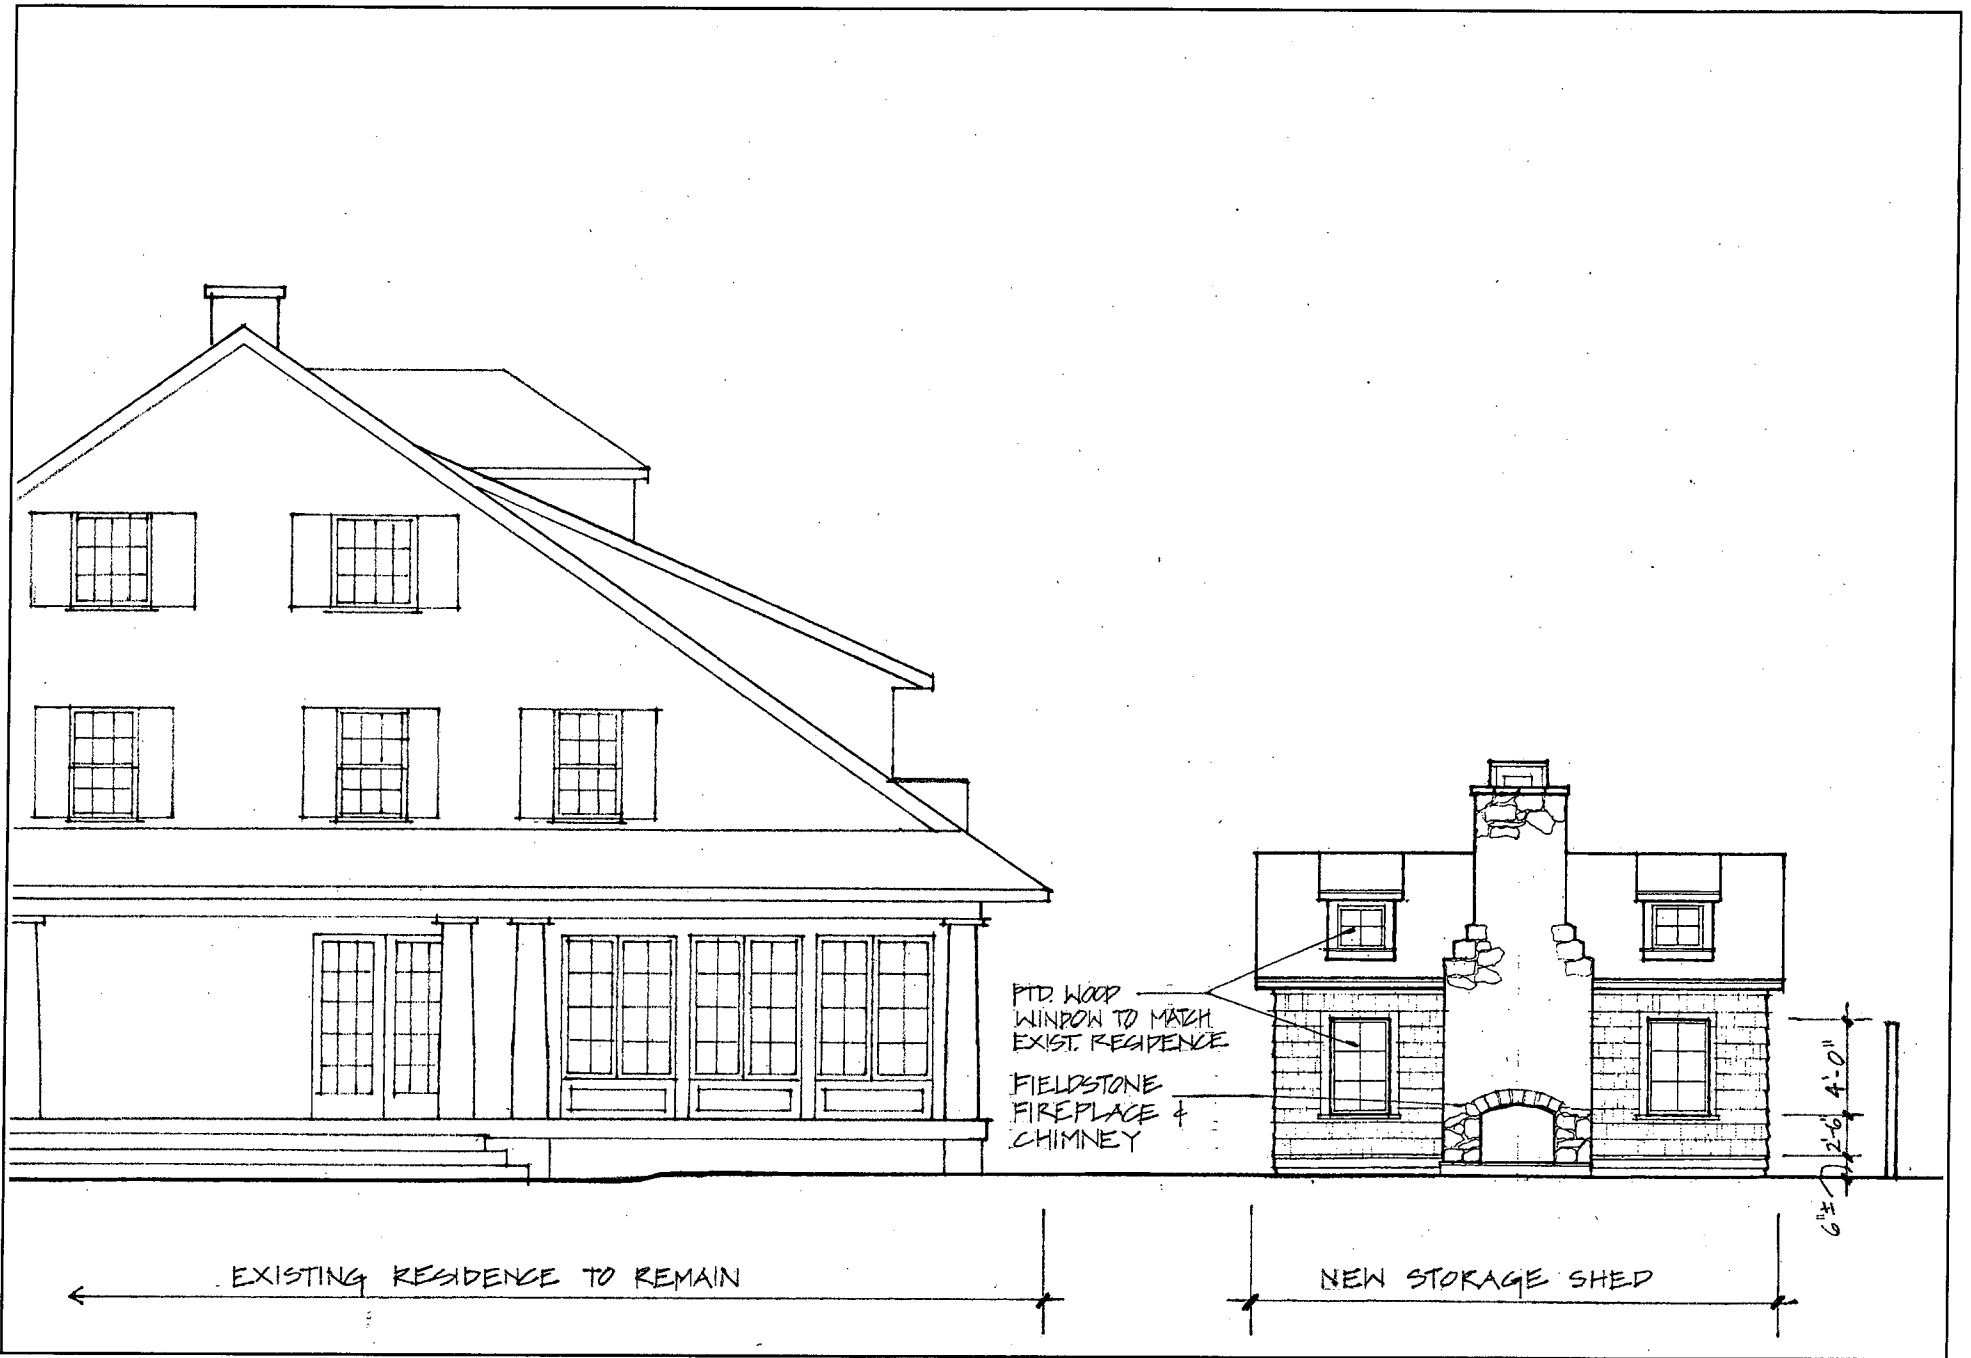 PTD. WOOD
WINDOW TO MATCH
EXIST. RESIDENCE
FIELDSTONE
FIREPLACE &
CHIMNEY
4'-0"
2'-6"
6"±
EXISTING RESIDENCE TO REMAIN
NEW STORAGE SHED